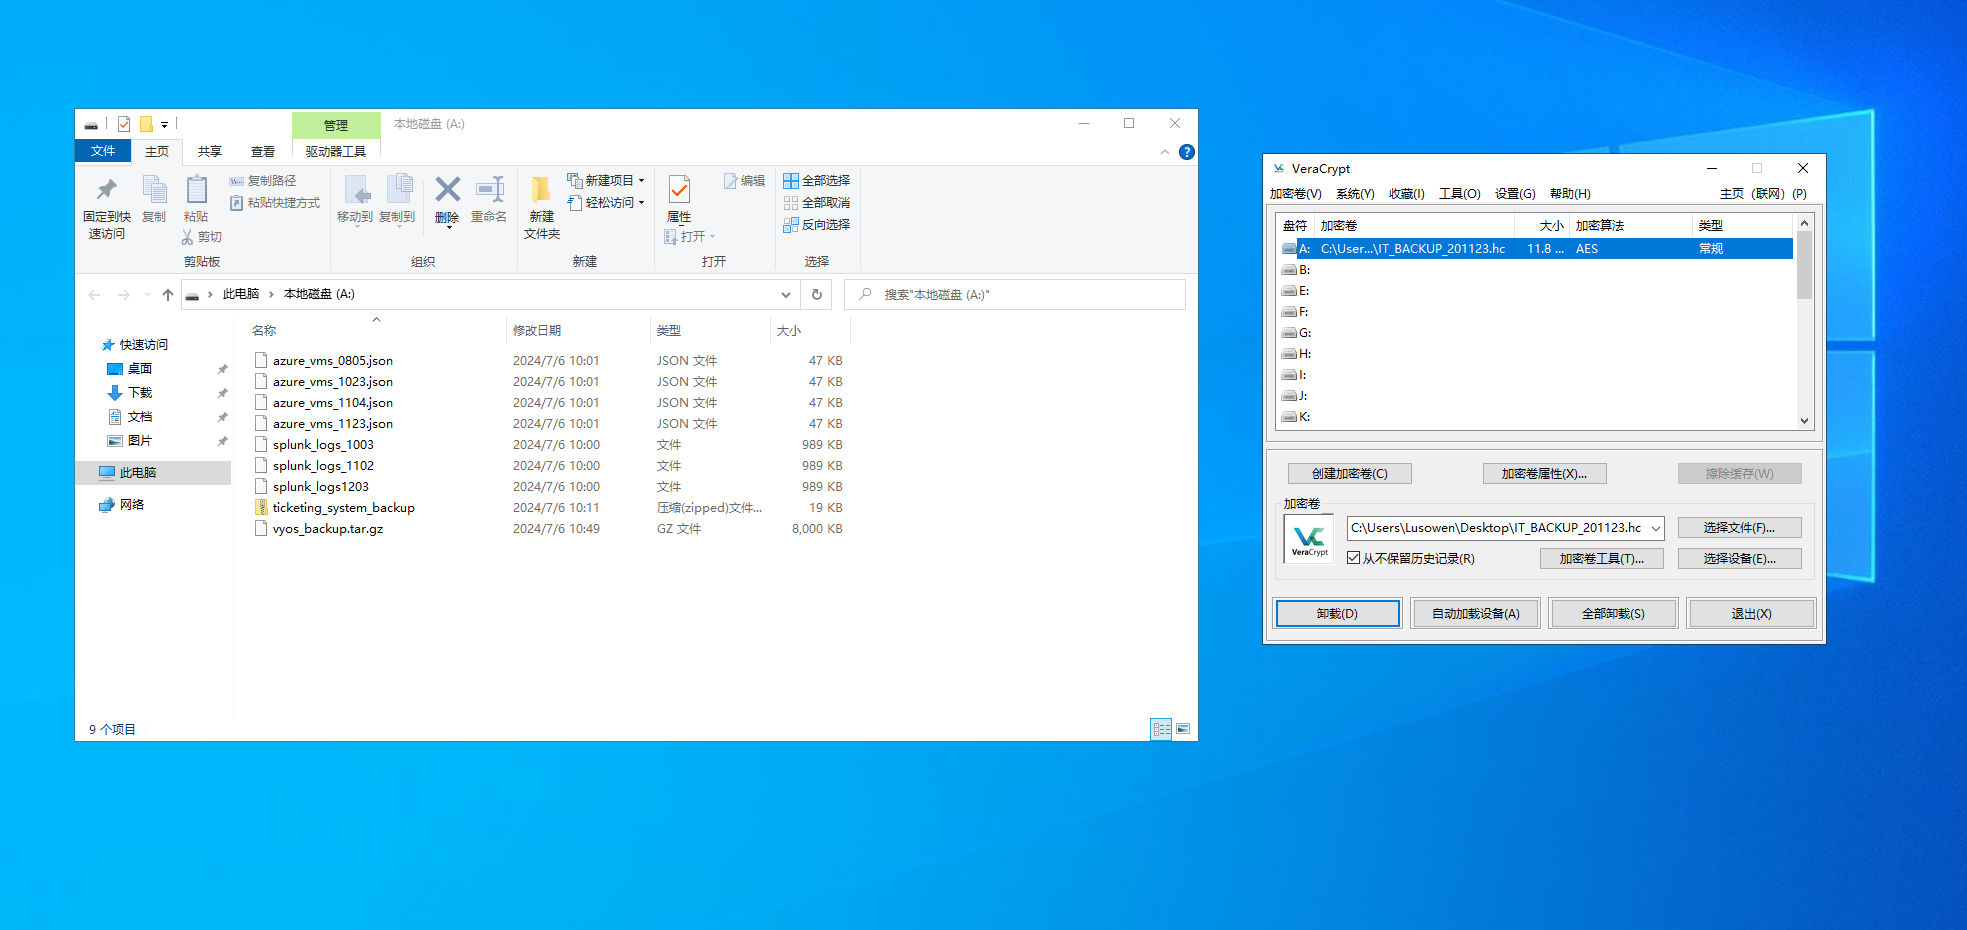 管理
本地磁盘 (A:)
文件
主页
共享
查看
驱动器工具
固定到快
速访问
复制
粘贴
复制路径
粘贴快捷方式
剪切
剪贴板
移动到
复制到
删除
重命名
组织
新建
文件夹
新建项目
轻松访问
新建
属性
打开
编辑
打开
全部选择
全部取消
反向选择
选择
此电脑
本地磁盘 (A:)
搜索"本地磁盘 (A:)"
快速访问
桌面
下载
文档
图片
此电脑
网络
名称 修改日期 类型 大小
azure_vms_0805.json 2024/7/6 10:01 JSON 文件 47 KB
azure_vms_1023.json 2024/7/6 10:01 JSON 文件 47 KB
azure_vms_1104.json 2024/7/6 10:01 JSON 文件 47 KB
azure_vms_1123.json 2024/7/6 10:01 JSON 文件 47 KB
splunk_logs_1003 2024/7/6 10:00 文件 989 KB
splunk_logs_1102 2024/7/6 10:00 文件 989 KB
splunk_logs1203 2024/7/6 10:00 文件 989 KB
ticketing_system_backup 2024/7/6 10:11 压缩(zipped)文件... 19 KB
vyos_backup.tar.gz 2024/7/6 10:49 GZ 文件 8,000 KB
9 个项目
VeraCrypt
加密卷(V) 系统(Y) 收藏(I) 工具(O) 设置(G) 帮助(H) 主页（联网）(P)
盘符 加密卷 大小 加密算法 类型
A: C:\User...\IT_BACKUP_201123.hc 11.8 ... AES 常规
B:
E:
F:
G:
H:
I:
J:
K:
创建加密卷(C) 加密卷属性(X)... 擦除缓存(W)
加密卷
VeraCrypt
C:\Users\Lusowen\Desktop\IT_BACKUP_201123.hc 选择文件(F)...
从不保留历史记录(R) 加密卷工具(T)... 选择设备(E)...
卸载(D) 自动加载设备(A) 全部卸载(S) 退出(X)